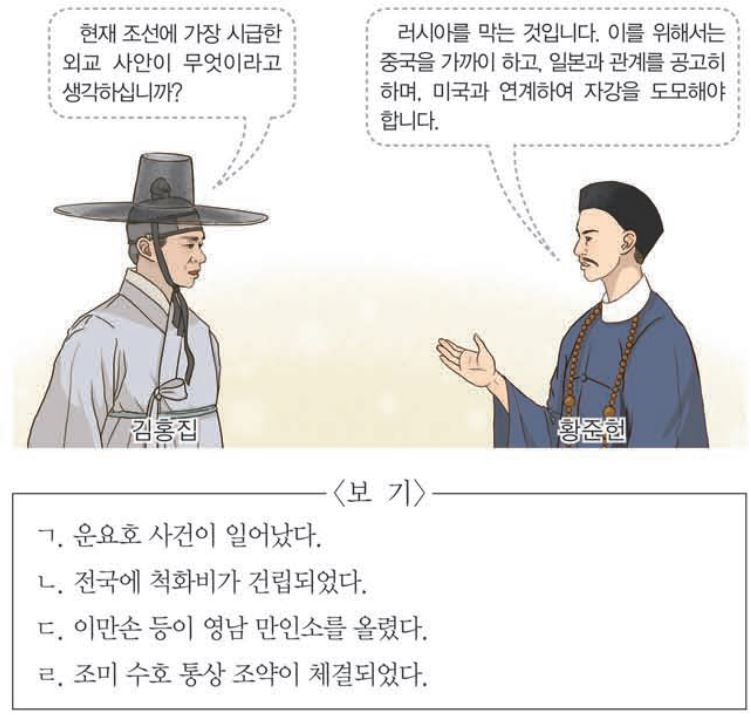 현재 조선에 가장 시급한
외교 사안이 무엇이라고
생각하십니까?
러시아를 막는 것입니다. 이를 위해서는
중국을 가까이 하고, 일본과 관계를 공고히
하며, 미국과 연계하여 자강을 도모해야
합니다.
김홍집
황준헌
〈보 기〉
ㄱ. 운요호 사건이 일어났다.
ㄴ. 전국에 척화비가 건립되었다.
ㄷ. 이만손 등이 영남 만인소를 올렸다.
ㄹ. 조미 수호 통상 조약이 체결되었다.